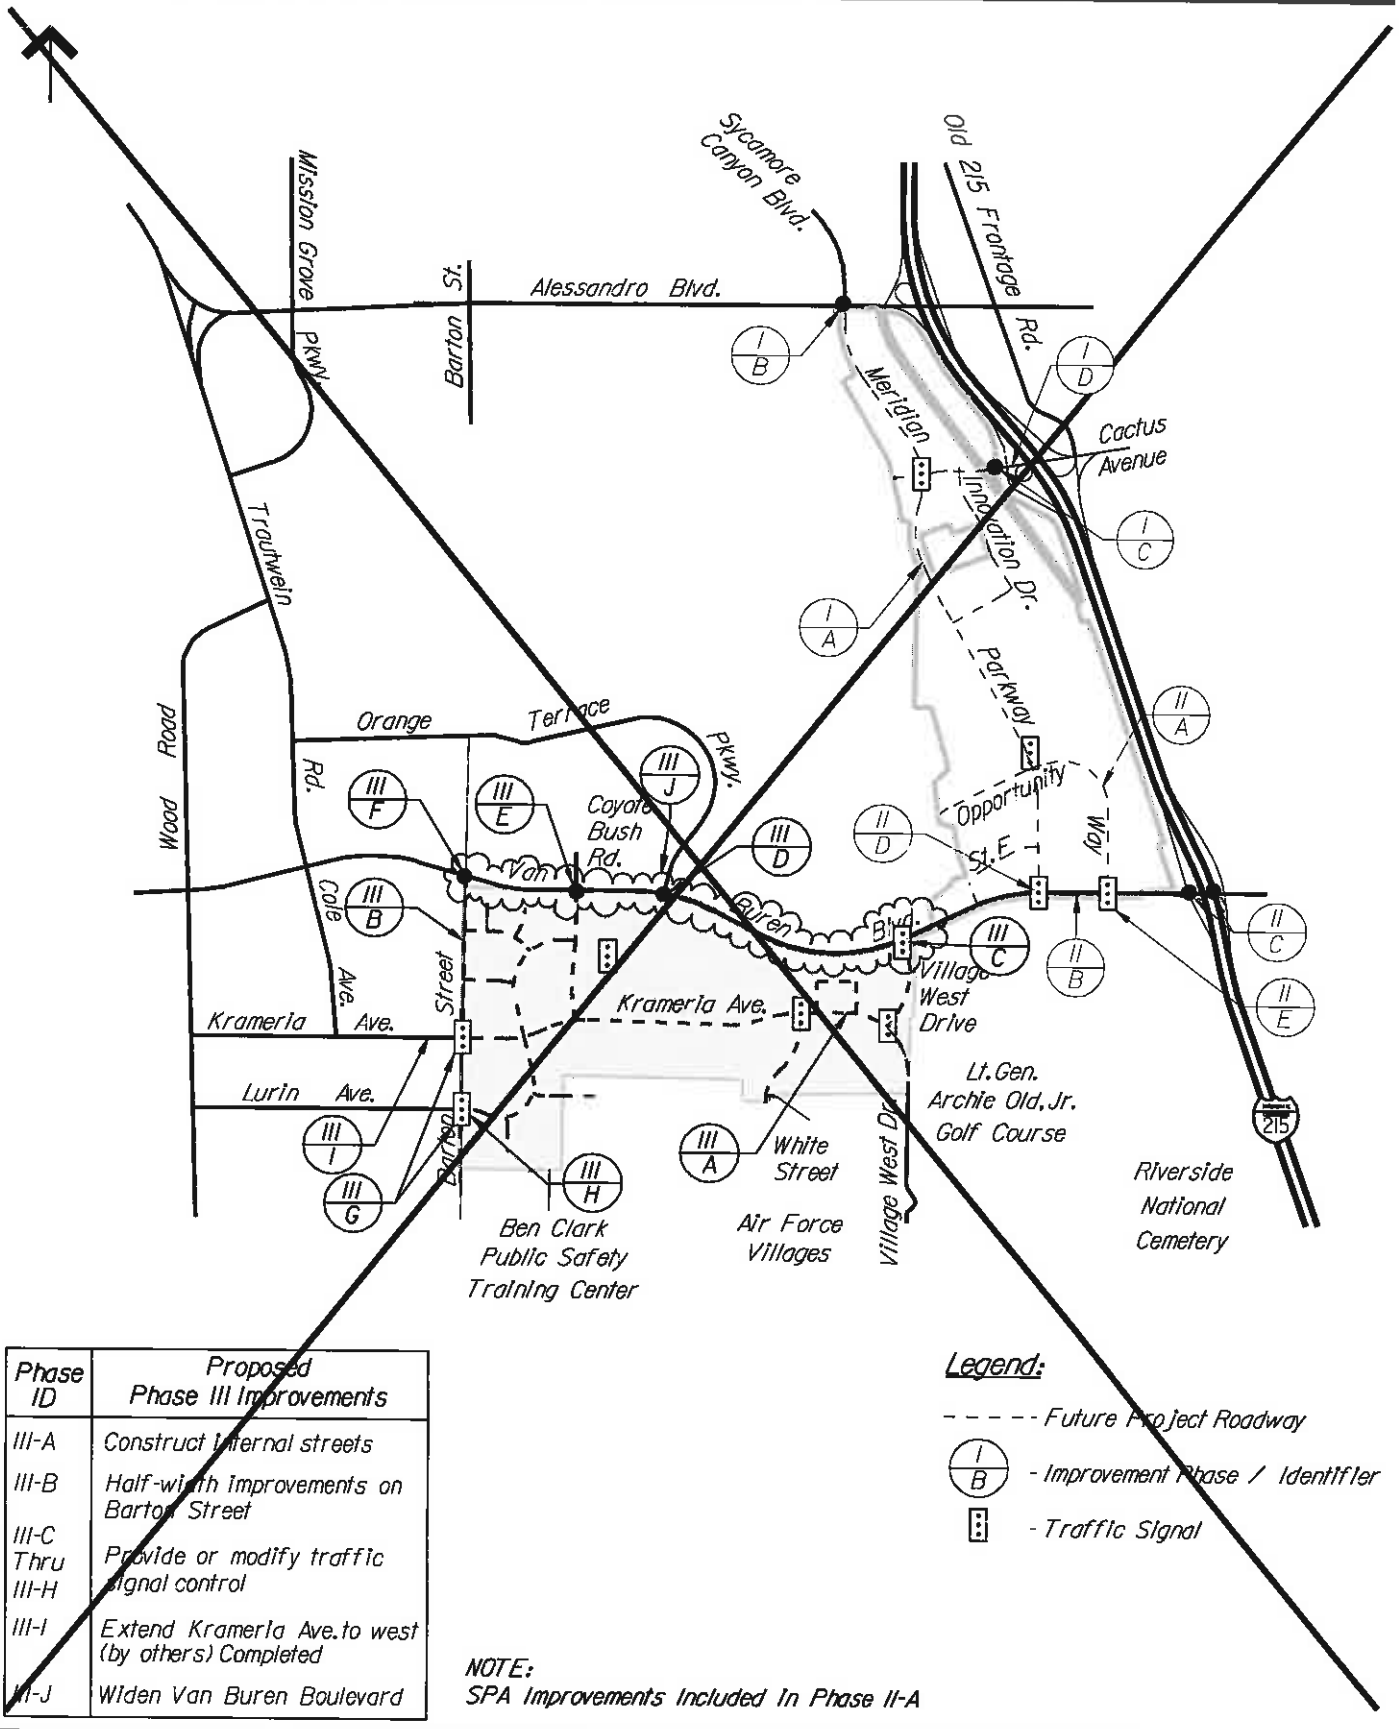 Sycamore
Canyon Blvd.
Old 215 Frontage Rd.
Mission Grove Pkwy.
Barton St.
Alessandro Blvd.
I
B
I
D
Meridian
Cactus
Avenue
Innovation Dr.
I
C
Trautwein
I
A
Parkway
II
A
Wood Road
Orange Terrace Pkwy.
Rd.
III
F
III
E
III
J
Coyote
Bush
Rd.
III
D
II
D
Opportunity
Way
St. E
Van Buren Blvd.
Cole
Ave.
III
B
III
C
II
B
II
C
II
E
Street
Village
West
Drive
Krameria Ave.
Krameria Ave.
Lurin Ave.
Lt. Gen.
Archie Old, Jr.
Golf Course
215
III
I
III
G
Barton
III
H
III
A
White
Street
Village West Dr.
Riverside
National
Cemetery
Ben Clark
Public Safety
Training Center
Air Force
Villages
Phase
ID
Proposed
Phase III Improvements
III-A Construct internal streets
III-B Half-width improvements on
Barton Street
III-C
Thru
III-H
Provide or modify traffic
signal control
III-I Extend Krameria Ave. to west
(by others) Completed
III-J Widen Van Buren Boulevard
Legend:
- Future Project Roadway
I
B
- Improvement Phase / Identifier
- Traffic Signal
NOTE:
SPA Improvements Included in Phase II-A